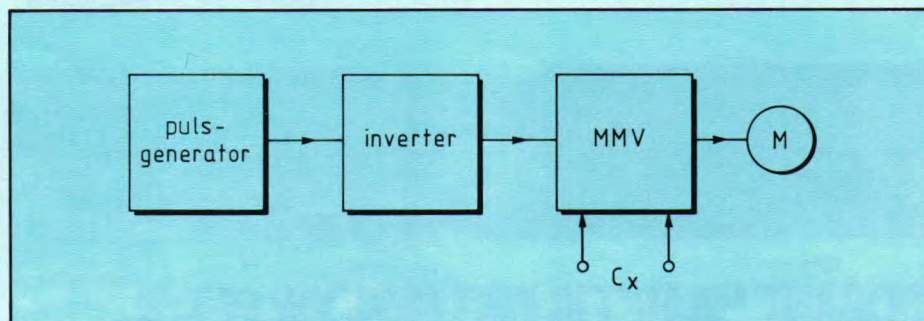 puls-
generator
inverter
MMV
M
Cx